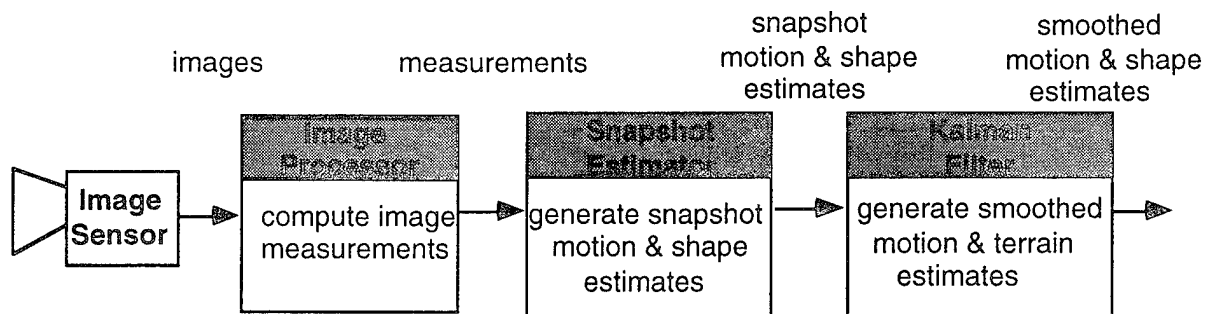 images
measurements
snapshot
motion & shape
estimates
smoothed
motion & shape
estimates
Image
Sensor
Image
Processor
compute image
measurements
Snapshot
Estimator
generate snapshot
motion & shape
estimates
Kalman
Filter
generate smoothed
motion & terrain
estimates